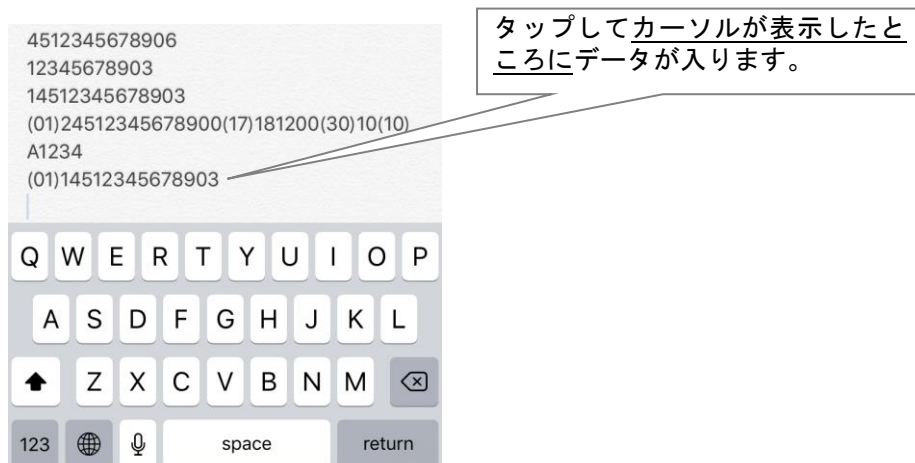 4512345678906
12345678903
14512345678903
(01)24512345678900(17)181200(30)10(10)
A1234
(01)14512345678903
タップしてカーソルが表示したと
ころにデータが入ります。
Q W E R T Y U I O P
A S D F G H J K L
Z X C V B N M
123 space return